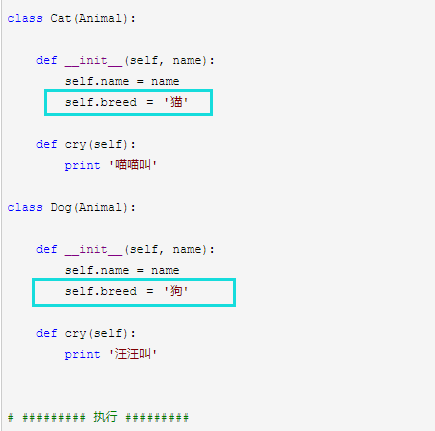 class Cat(Animal):
def __init__(self, name):
self.name = name
self.breed = '猫'
def cry(self):
print '喵喵叫'
class Dog(Animal):
def __init__(self, name):
self.name = name
self.breed = '狗'
def cry(self):
print '汪汪叫'
# ######### 执行 #########